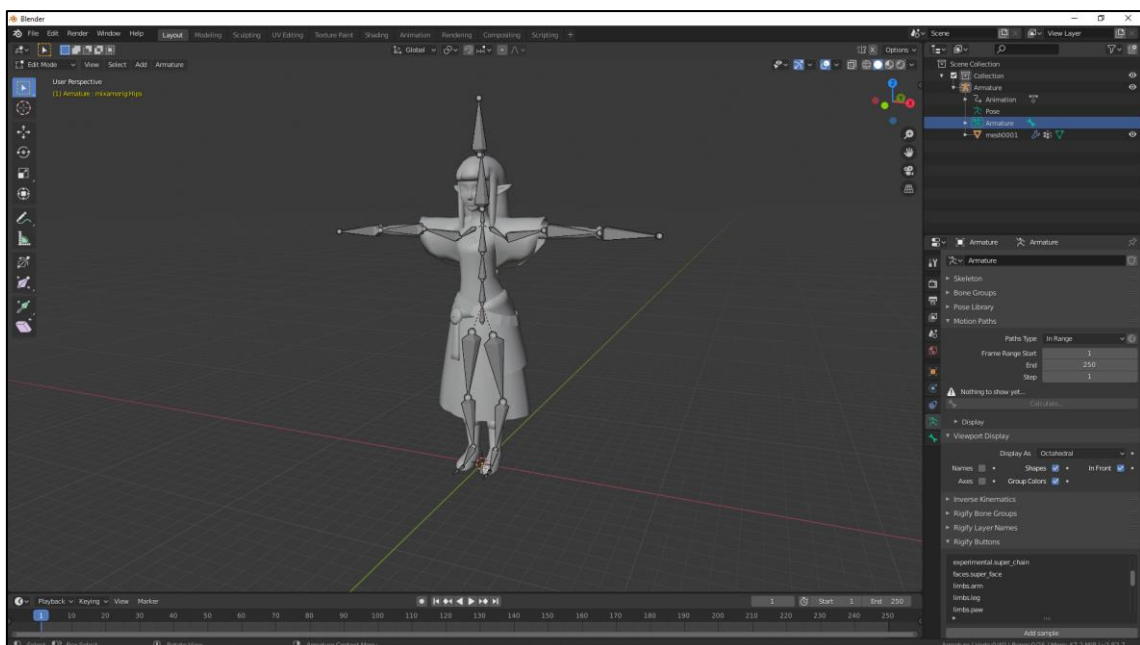 Blender
File Edit Render Window Help Layout Modeling Sculpting UV Editing Texture Paint Shading Animation Rendering Compositing Scripting + Scene View Layer
Global Options
Edit Mode View Select Add Armature
User Perspective
(1) Armature : mixamorig:Hips
Z
Y
X
Scene Collection
Collection
Armature
Animation
Pose
Armature
mesh0001
Armature Armature
Armature
Skeleton
Bone Groups
Pose Library
Motion Paths
Paths Type In Range
Frame Range Start 1
End 250
Step 1
Nothing to show yet...
Calculate...
Display
Viewport Display
Display As Octahedral
Names Shapes In Front
Axes Group Colors
Inverse Kinematics
Rigify Bone Groups
Rigify Layer Names
Rigify Buttons
experimental.super_chain
faces.super_face
limbs.arm
limbs.leg
limbs.paw
Add sample
Playback Keying View Marker 1 Start 1 End 250
1 10 20 30 40 50 60 70 80 90 100 110 120 130 140 150 160 170 180 190 200 210 220 230 240 250